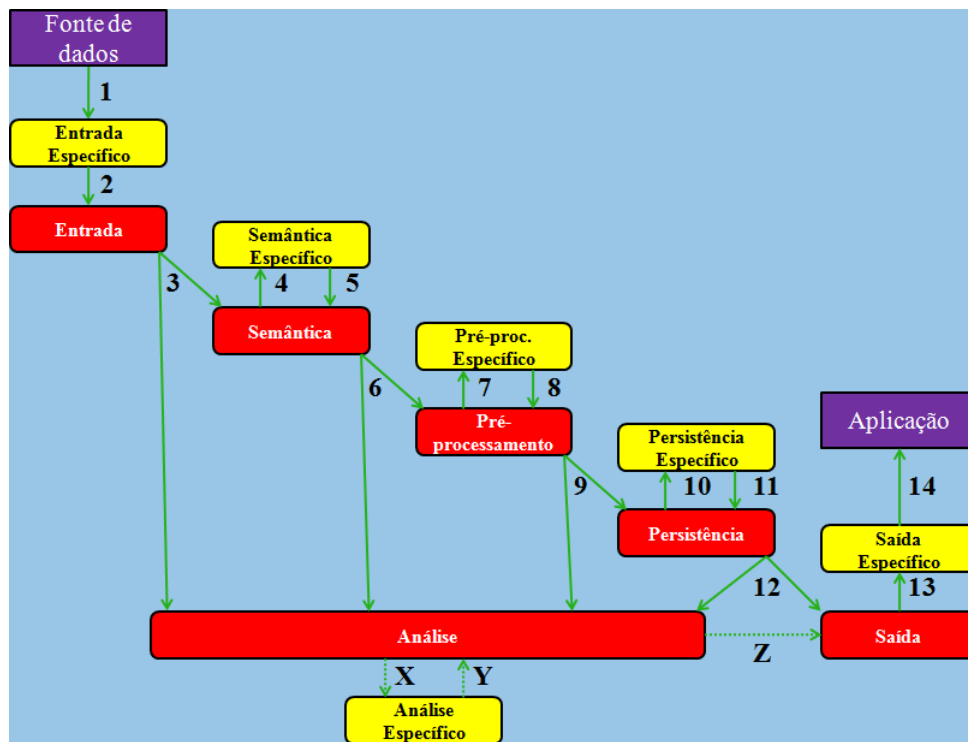 Fonte de
dados
1
Entrada
Específico
2
Entrada
3
Semântica
Específico
4
5
Semântica
6
Pré-proc.
Específico
7
8
Pré-
processamento
9
Persistência
Específico
10
11
Persistência
12
Aplicação
14
Saída
Específico
13
Análise
Z
Saída
X
Y
Análise
Específico